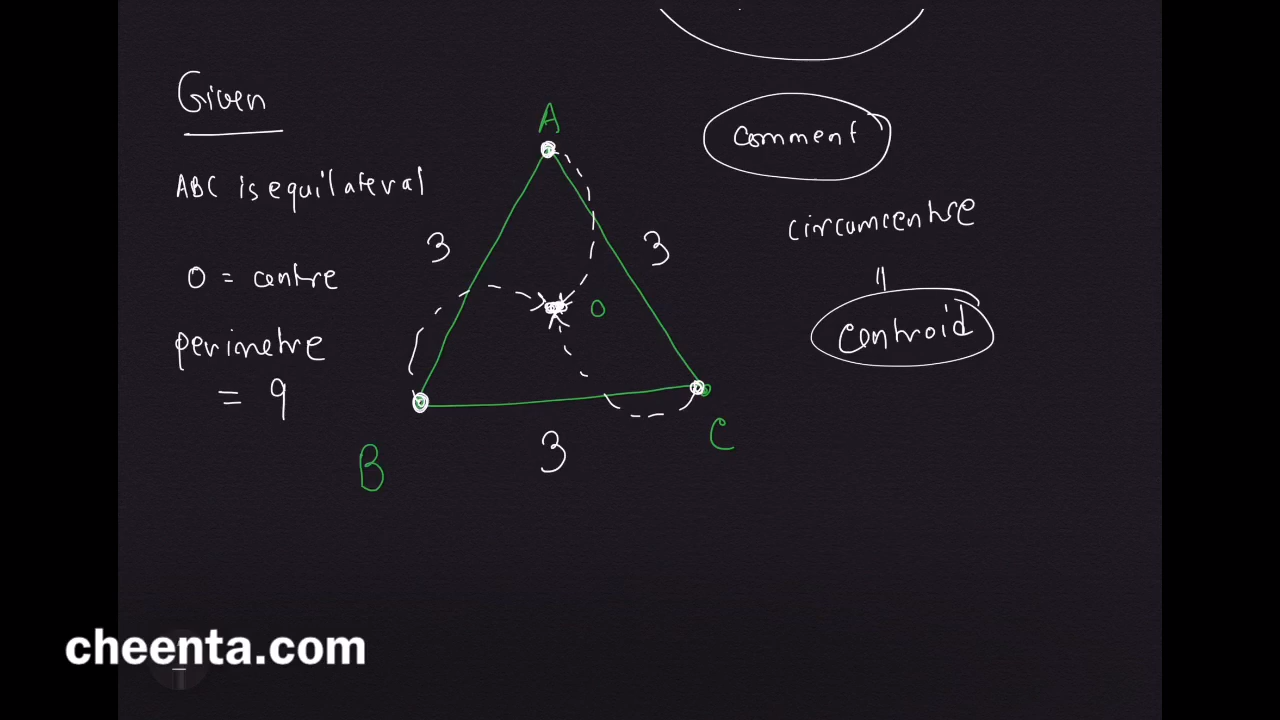 Given
ABC is equilateral
O = centre
perimetre
= 9
A
3
3
O
B
3
C
comment
circumcentre
=
centroid
cheenta.com